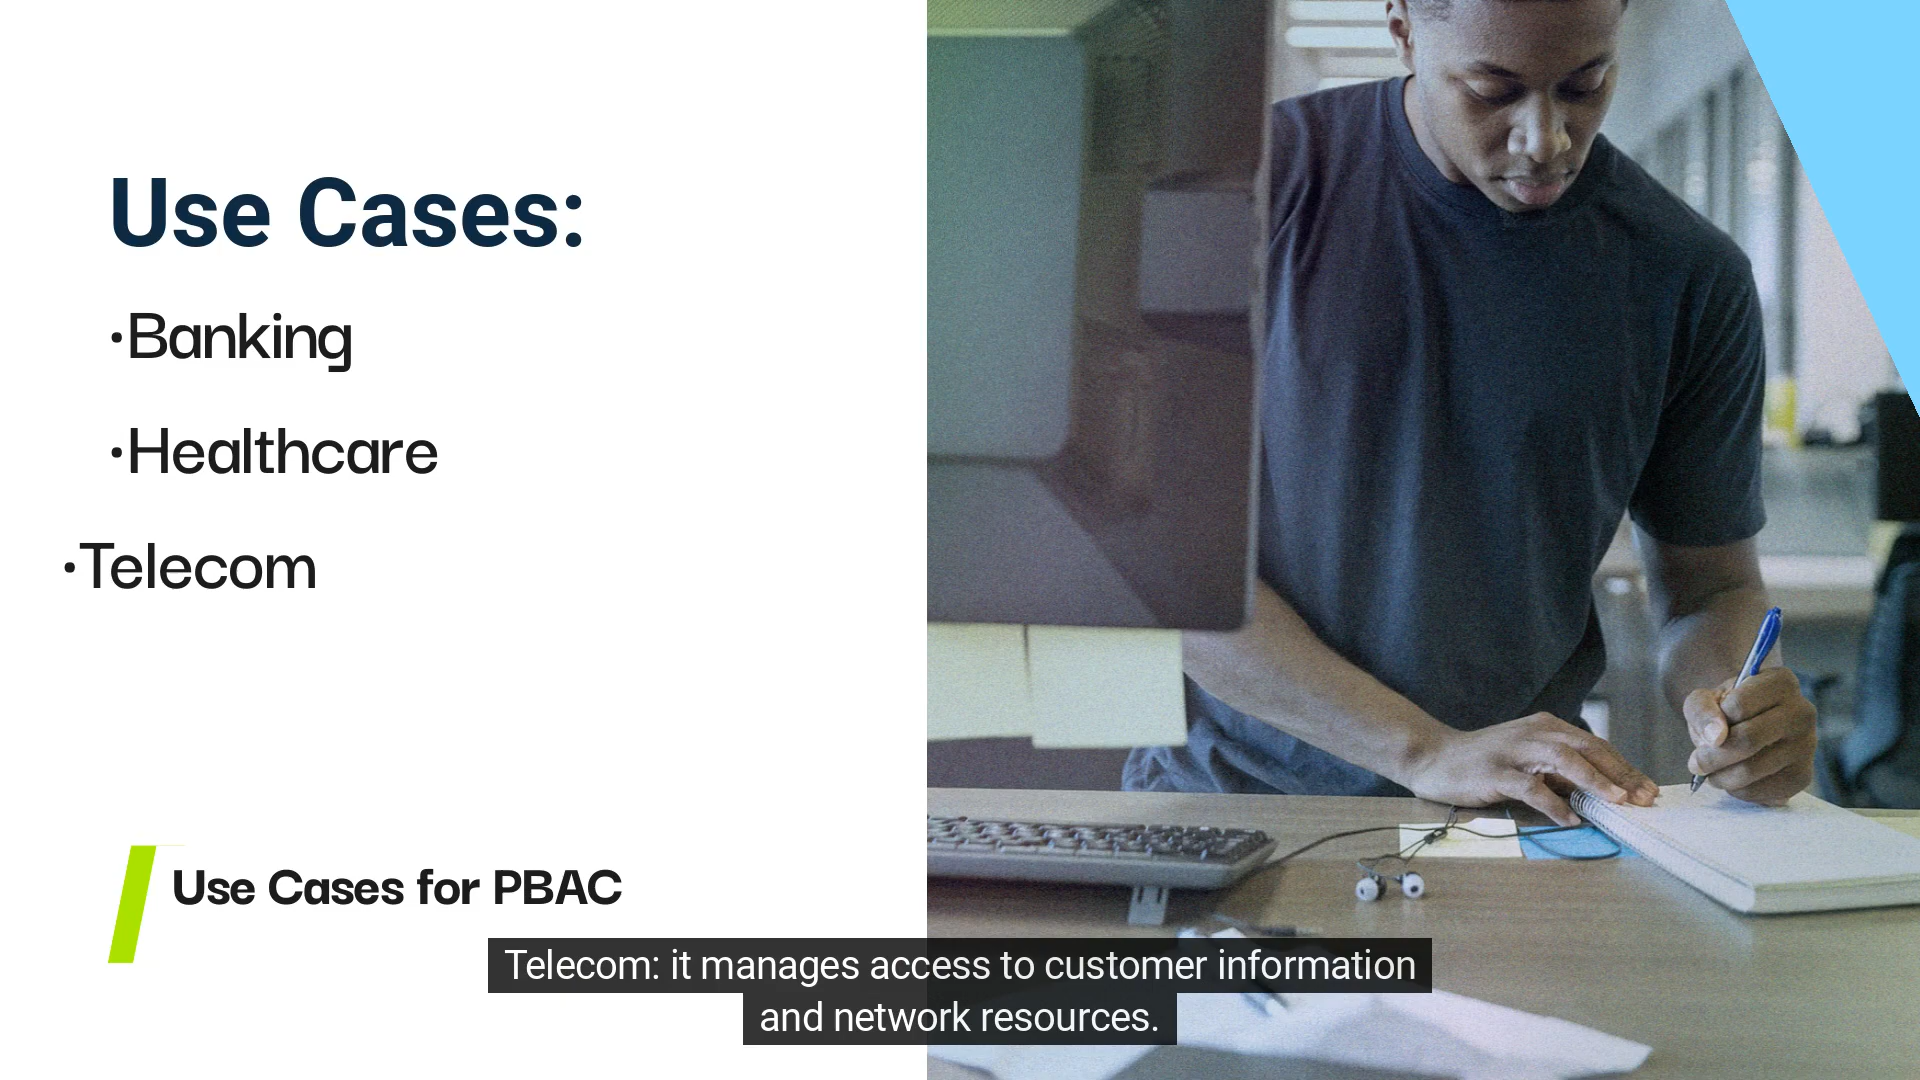 Use Cases:
·Banking
·Healthcare
·Telecom
Use Cases for PBAC
Telecom: it manages access to customer information
and network resources.